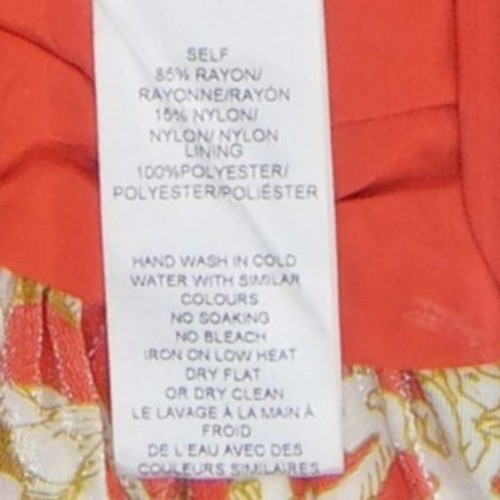 SELF
85% RAYON/
RAYONNE/RAYÓN
15% NYLON/
NYLON/ NYLON
LINING
100%POLYESTER/
POLYESTER/POLIÉSTER
HAND WASH IN COLD
WATER WITH SIMILAR
COLOURS
NO SOAKING
NO BLEACH
IRON ON LOW HEAT
DRY FLAT
OR DRY CLEAN
LE LAVAGE À LA MAIN À
FROID
DE L'EAU AVEC DES
COULEURS SIMILAIRES